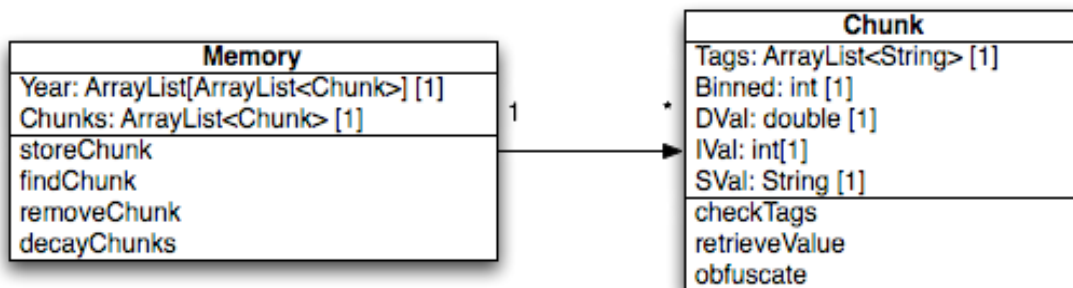 Memory
Year: ArrayList[ArrayList<Chunk>] [1]
Chunks: ArrayList<Chunk> [1]
storeChunk
findChunk
removeChunk
decayChunks
1
*
Chunk
Tags: ArrayList<String> [1]
Binned: int [1]
DVal: double [1]
IVal: int[1]
SVal: String [1]
checkTags
retrieveValue
obfuscate